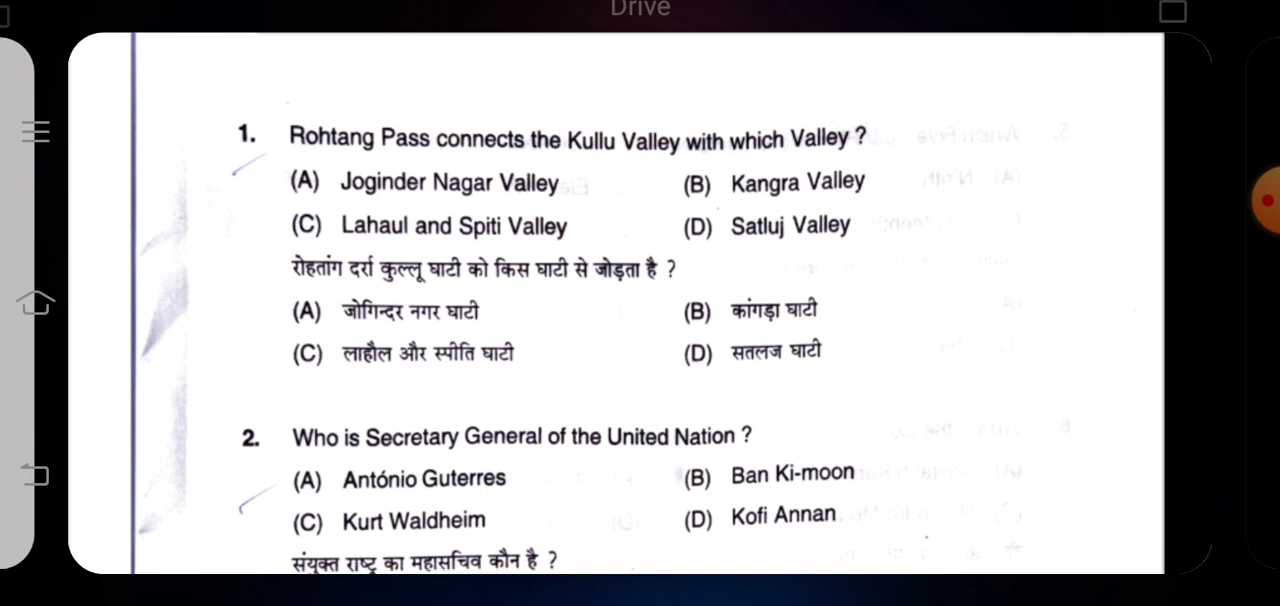 Drive
1. Rohtang Pass connects the Kullu Valley with which Valley ?
(A) Joginder Nagar Valley (B) Kangra Valley
(C) Lahaul and Spiti Valley (D) Satluj Valley
रोहतांग दर्रा कुल्लू घाटी को किस घाटी से जोड़ता है ?
(A) जोगिन्दर नगर घाटी (B) कांगड़ा घाटी
(C) लाहौल और स्पीति घाटी (D) सतलज घाटी
2. Who is Secretary General of the United Nation ?
(A) António Guterres (B) Ban Ki-moon
(C) Kurt Waldheim (D) Kofi Annan
संयुक्त राष्ट्र का महासचिव कौन है ?